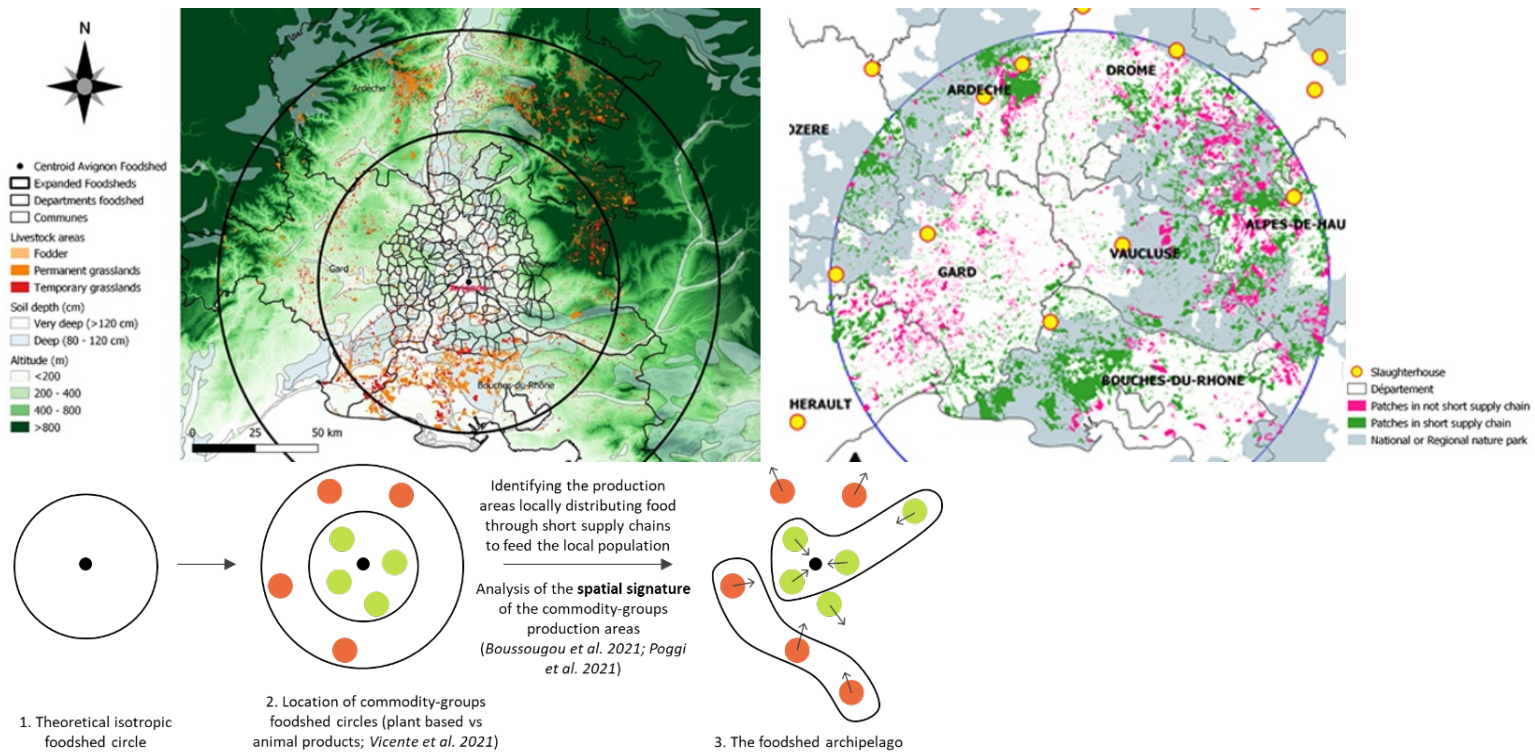 N
Centroid Avignon Foodshed
Expanded Foodsheds
Departments foodshed
Communes
Livestock areas
Fodder
Permanent grasslands
Temporary grasslands
Soil depth (cm)
Very deep (>120 cm)
Deep (80 - 120 cm)
Altitude (m)
<200
200 - 400
400 - 800
>800
Ardèche
Gard
Bouches-du-Rhône
0 25 50 km
DROME
ARDECHE
OZERE
ALPES-DE-HAU
VAUCLUSE
GARD
BOUCHES-DU-RHONE
HERAULT
Slaughterhouse
Département
Patches in not short supply chain
Patches in short supply chain
National or Regional nature park
1. Theoretical isotropic
foodshed circle
2. Location of commodity-groups
foodshed circles (plant based vs
animal products; Vicente et al. 2021)
Identifying the production
areas locally distributing food
through short supply chains
to feed the local population
Analysis of the spatial signature
of the commodity-groups
production areas
(Boussougou et al. 2021; Poggi
et al. 2021)
3. The foodshed archipelago